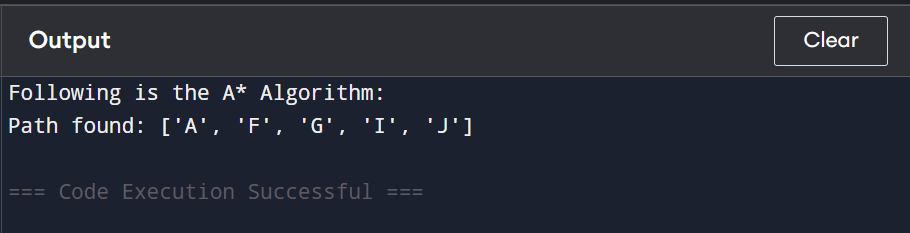 Output
Clear
Following is the A* Algorithm:
Path found: ['A', 'F', 'G', 'I', 'J']
=== Code Execution Successful ===